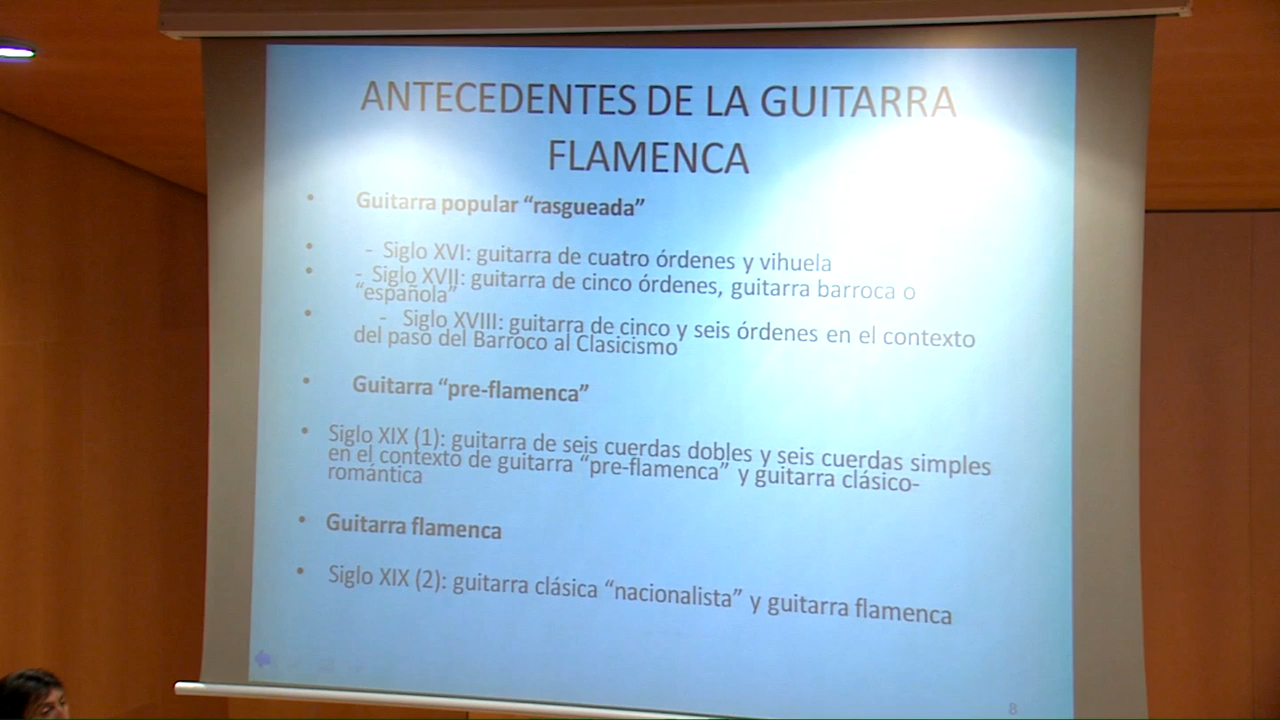 ANTECEDENTES DE LA GUITARRA
FLAMENCA
• Guitarra popular “rasgueada”
• - Siglo XVI: guitarra de cuatro órdenes y vihuela
• - Siglo XVII: guitarra de cinco órdenes, guitarra barroca o
“española”
• - Siglo XVIII: guitarra de cinco y seis órdenes en el contexto
del paso del Barroco al Clasicismo
• Guitarra “pre-flamenca”
• Siglo XIX (1): guitarra de seis cuerdas dobles y seis cuerdas simples
en el contexto de guitarra “pre-flamenca” y guitarra clásico-
romántica
• Guitarra flamenca
• Siglo XIX (2): guitarra clásica “nacionalista” y guitarra flamenca
8